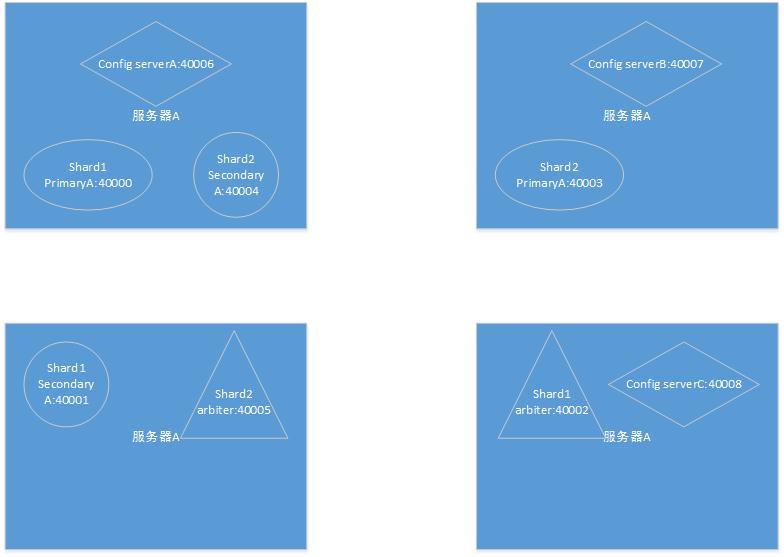 Config serverA:40006
服务器A
Shard1
PrimaryA:40000
Shard2
Secondary
A:40004
Config serverB:40007
服务器A
Shard2
PrimaryA:40003
Shard1
Secondary
A:40001
Shard2
arbiter:40005
服务器A
Shard1
arbiter:40002
Config serverC:40008
服务器A